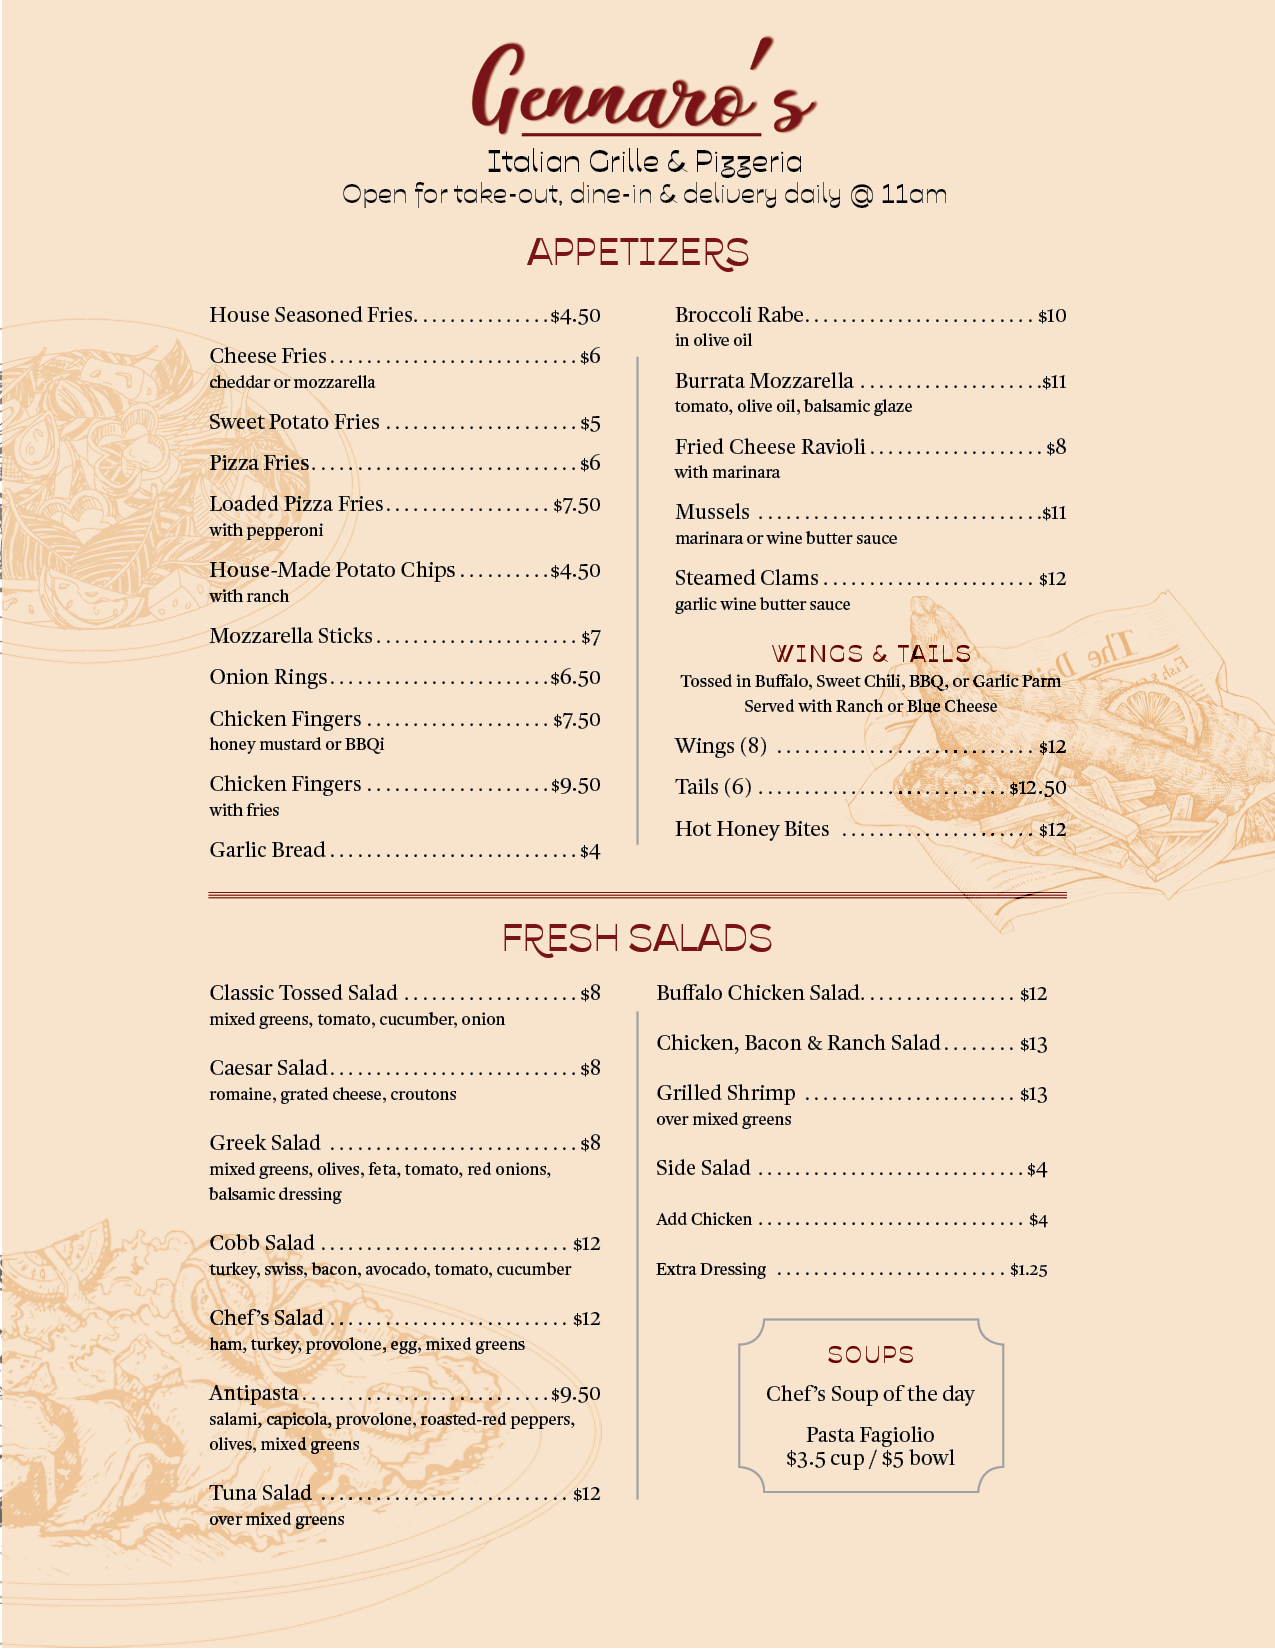 Gennaro's
Italian Grille & Pizzeria
Open for take-out, dine-in & delivery daily @ 11am
APPETIZERS
House Seasoned Fries. . . . . . . . . . . . . . .$4.50
Cheese Fries . . . . . . . . . . . . . . . . . . . . . . . . . . . $6
cheddar or mozzarella
Sweet Potato Fries . . . . . . . . . . . . . . . . . . . . . $5
Pizza Fries. . . . . . . . . . . . . . . . . . . . . . . . . . . . . $6
Loaded Pizza Fries. . . . . . . . . . . . . . . . . . $7.50
with pepperoni
House-Made Potato Chips . . . . . . . . . .$4.50
with ranch
Mozzarella Sticks . . . . . . . . . . . . . . . . . . . . . . $7
Onion Rings. . . . . . . . . . . . . . . . . . . . . . . .$6.50
Chicken Fingers . . . . . . . . . . . . . . . . . . . . $7.50
honey mustard or BBQi
Chicken Fingers . . . . . . . . . . . . . . . . . . . .$9.50
with fries
Garlic Bread . . . . . . . . . . . . . . . . . . . . . . . . . . . $4
Broccoli Rabe. . . . . . . . . . . . . . . . . . . . . . . . . $10
in olive oil
Burrata Mozzarella . . . . . . . . . . . . . . . . . . . .$11
tomato, olive oil, balsamic glaze
Fried Cheese Ravioli . . . . . . . . . . . . . . . . . . . $8
with marinara
Mussels . . . . . . . . . . . . . . . . . . . . . . . . . . . . . . .$11
marinara or wine butter sauce
Steamed Clams . . . . . . . . . . . . . . . . . . . . . . . $12
garlic wine butter sauce
WINGS & TAILS
Tossed in Buffalo, Sweet Chili, BBQ, or Garlic Parm
Served with Ranch or Blue Cheese
Wings (8) . . . . . . . . . . . . . . . . . . . . . . . . . . . . $12
Tails (6) . . . . . . . . . . . . . . . . . . . . . . . . . . . $12.50
Hot Honey Bites . . . . . . . . . . . . . . . . . . . . . $12
FRESH SALADS
Classic Tossed Salad . . . . . . . . . . . . . . . . . . . $8
mixed greens, tomato, cucumber, onion
Caesar Salad. . . . . . . . . . . . . . . . . . . . . . . . . . . $8
romaine, grated cheese, croutons
Greek Salad . . . . . . . . . . . . . . . . . . . . . . . . . . . $8
mixed greens, olives, feta, tomato, red onions,
balsamic dressing
Cobb Salad . . . . . . . . . . . . . . . . . . . . . . . . . . . $12
turkey, swiss, bacon, avocado, tomato, cucumber
Chef's Salad . . . . . . . . . . . . . . . . . . . . . . . . . . $12
ham, turkey, provolone, egg, mixed greens
Antipasta . . . . . . . . . . . . . . . . . . . . . . . . . . .$9.50
salami, capicola, provolone, roasted-red peppers,
olives, mixed greens
Tuna Salad . . . . . . . . . . . . . . . . . . . . . . . . . . . $12
over mixed greens
Buffalo Chicken Salad. . . . . . . . . . . . . . . . . $12
Chicken, Bacon & Ranch Salad . . . . . . . . $13
Grilled Shrimp . . . . . . . . . . . . . . . . . . . . . . . $13
over mixed greens
Side Salad . . . . . . . . . . . . . . . . . . . . . . . . . . . . . $4
Add Chicken . . . . . . . . . . . . . . . . . . . . . . . . . . . . . $4
Extra Dressing . . . . . . . . . . . . . . . . . . . . . . . . . $1.25
SOUPS
Chef's Soup of the day
Pasta Fagiolio
$3.5 cup / $5 bowl